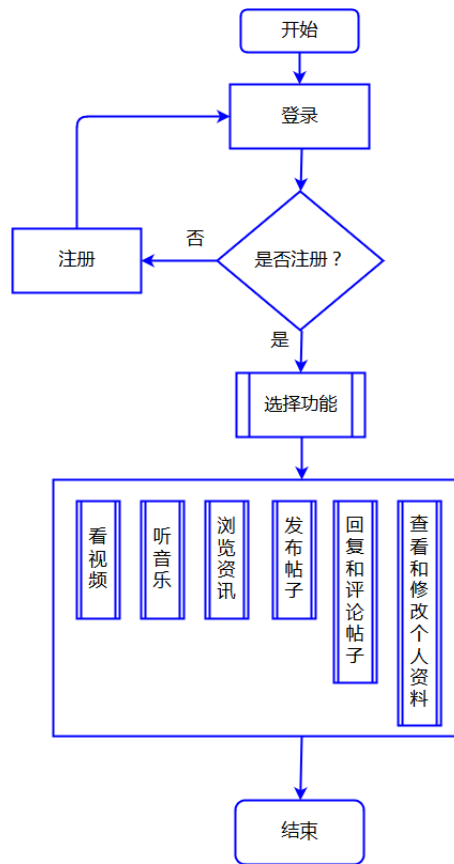 开始
登录
是否注册？
否
注册
是
选择功能
看视频
听音乐
浏览资讯
发布帖子
回复和评论帖子
查看和修改个人资料
结束